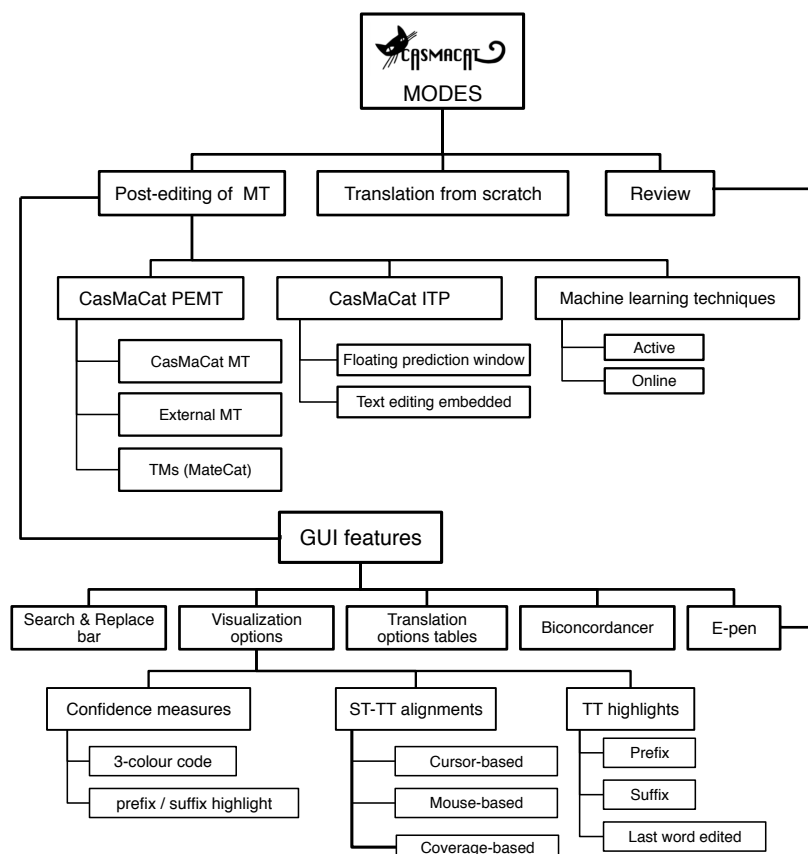 CASMACAT
MODES
Post-editing of MT
Translation from scratch
Review
CasMaCat PEMT
CasMaCat ITP
Machine learning techniques
CasMaCat MT
External MT
TMs (MateCat)
Floating prediction window
Text editing embedded
Active
Online
GUI features
Search & Replace
bar
Visualization
options
Translation
options tables
Biconcordancer
E-pen
Confidence measures
ST-TT alignments
TT highlights
3-colour code
prefix / suffix highlight
Cursor-based
Mouse-based
Coverage-based
Prefix
Suffix
Last word edited